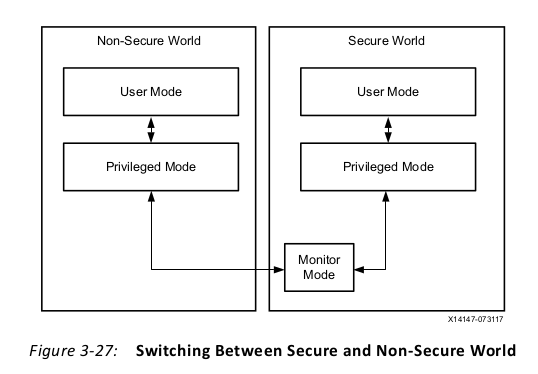 Non-Secure World
Secure World
User Mode
User Mode
Privileged Mode
Privileged Mode
Monitor
Mode
X14147-073117
Figure 3-27: Switching Between Secure and Non-Secure World